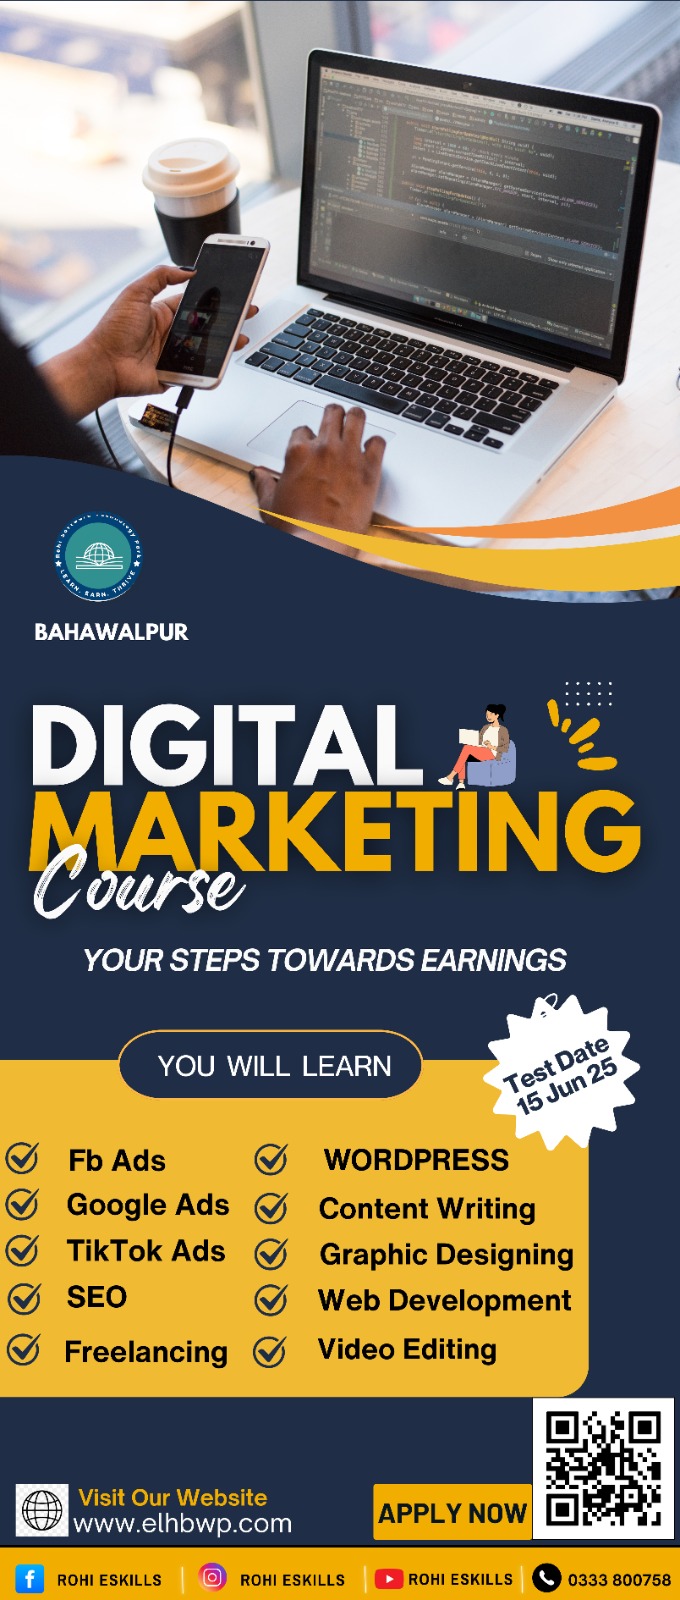 Rohi Software Technology Park
LEARN. EARN. THRIVE
BAHAWALPUR
DIGITAL
MARKETING
Course
YOUR STEPS TOWARDS EARNINGS
YOU WILL LEARN
Test Date
15 Jun 25
Fb Ads
WORDPRESS
Google Ads
Content Writing
TikTok Ads
Graphic Designing
SEO
Web Development
Freelancing
Video Editing
Visit Our Website
www.elhbwp.com
APPLY NOW
ROHI ESKILLS
ROHI ESKILLS
ROHI ESKILLS
0333 800758